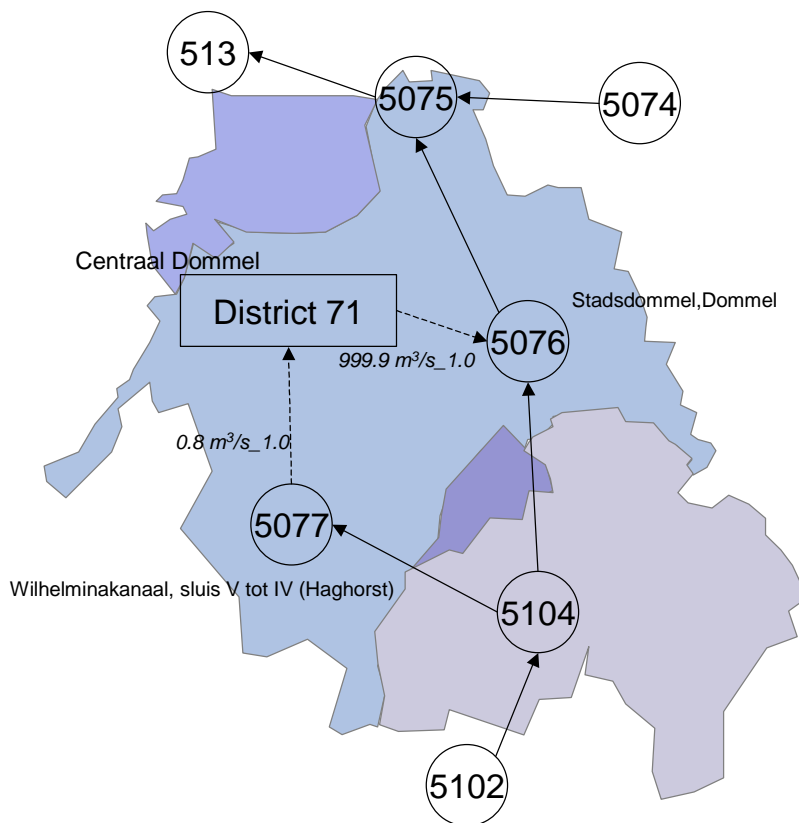 513
5075
5074
Centraal Dommel
District 71
Stadsdommel,Dommel
5076
999.9 m³/s_1.0
0.8 m³/s_1.0
5077
Wilhelminakanaal, sluis V tot IV (Haghorst)
5104
5102